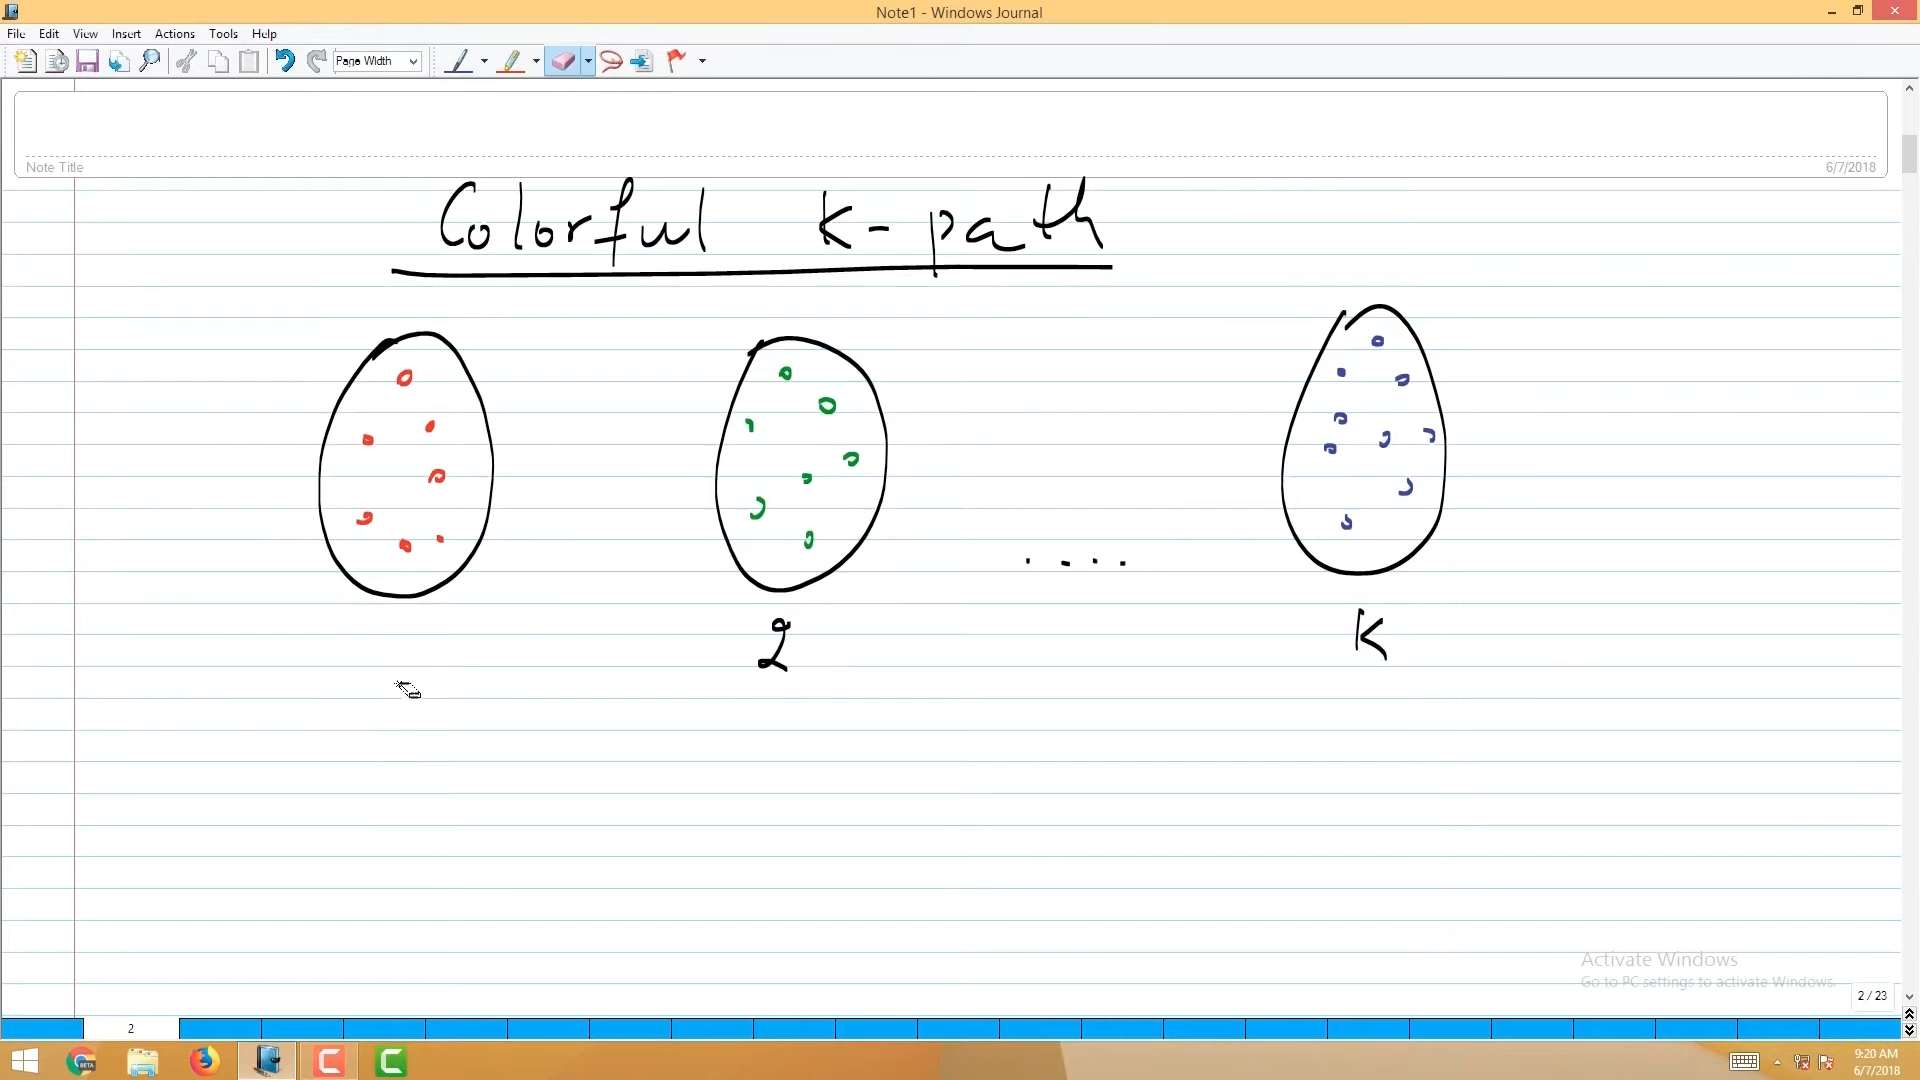 Note1 - Windows Journal
File Edit View Insert Actions Tools Help
Page Width
Note Title
6/7/2018
Colorful k-path
2
....
k
Activate Windows
Go to PC settings to activate Windows.
2 / 23
2
BETA
9:20 AM
6/7/2018